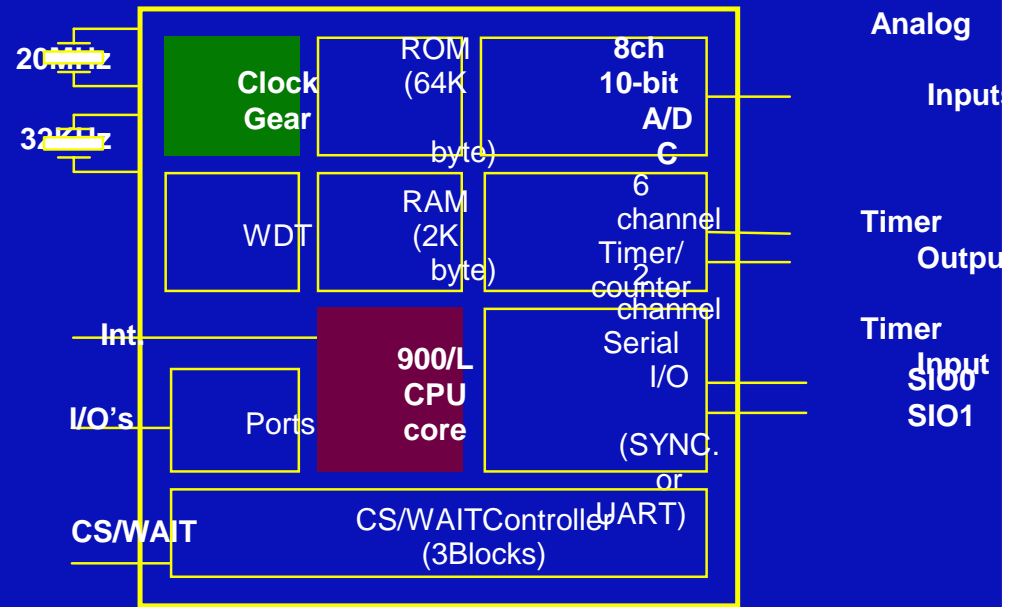 20MHz
32KHz
Clock
Gear
ROM
(64K
byte)
8ch
10-bit
A/D
C
Analog
Inputs
WDT
RAM
(2K
byte)
6
channel
Timer/
counter
Timer
Outpu
Int.
900/L
CPU
core
2
channel
Serial
I/O
(SYNC.
or
UART)
Timer
Input
SIO0
SIO1
I/O’s
Ports
CS/WAIT
CS/WAITController
(3Blocks)